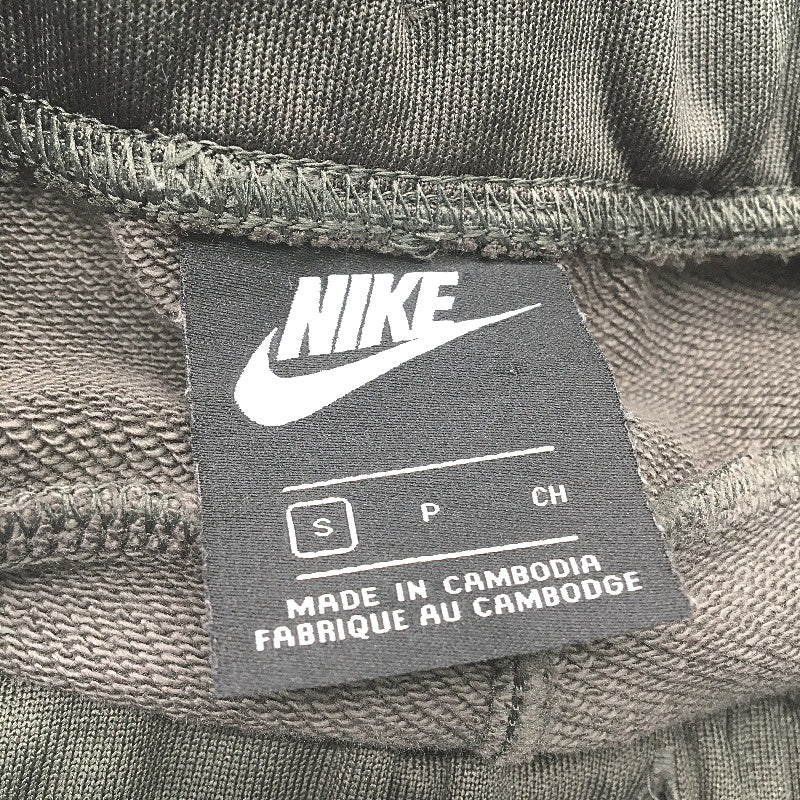 NIKE
S P CH
MADE IN CAMBODIA
FABRIQUE AU CAMBODGE